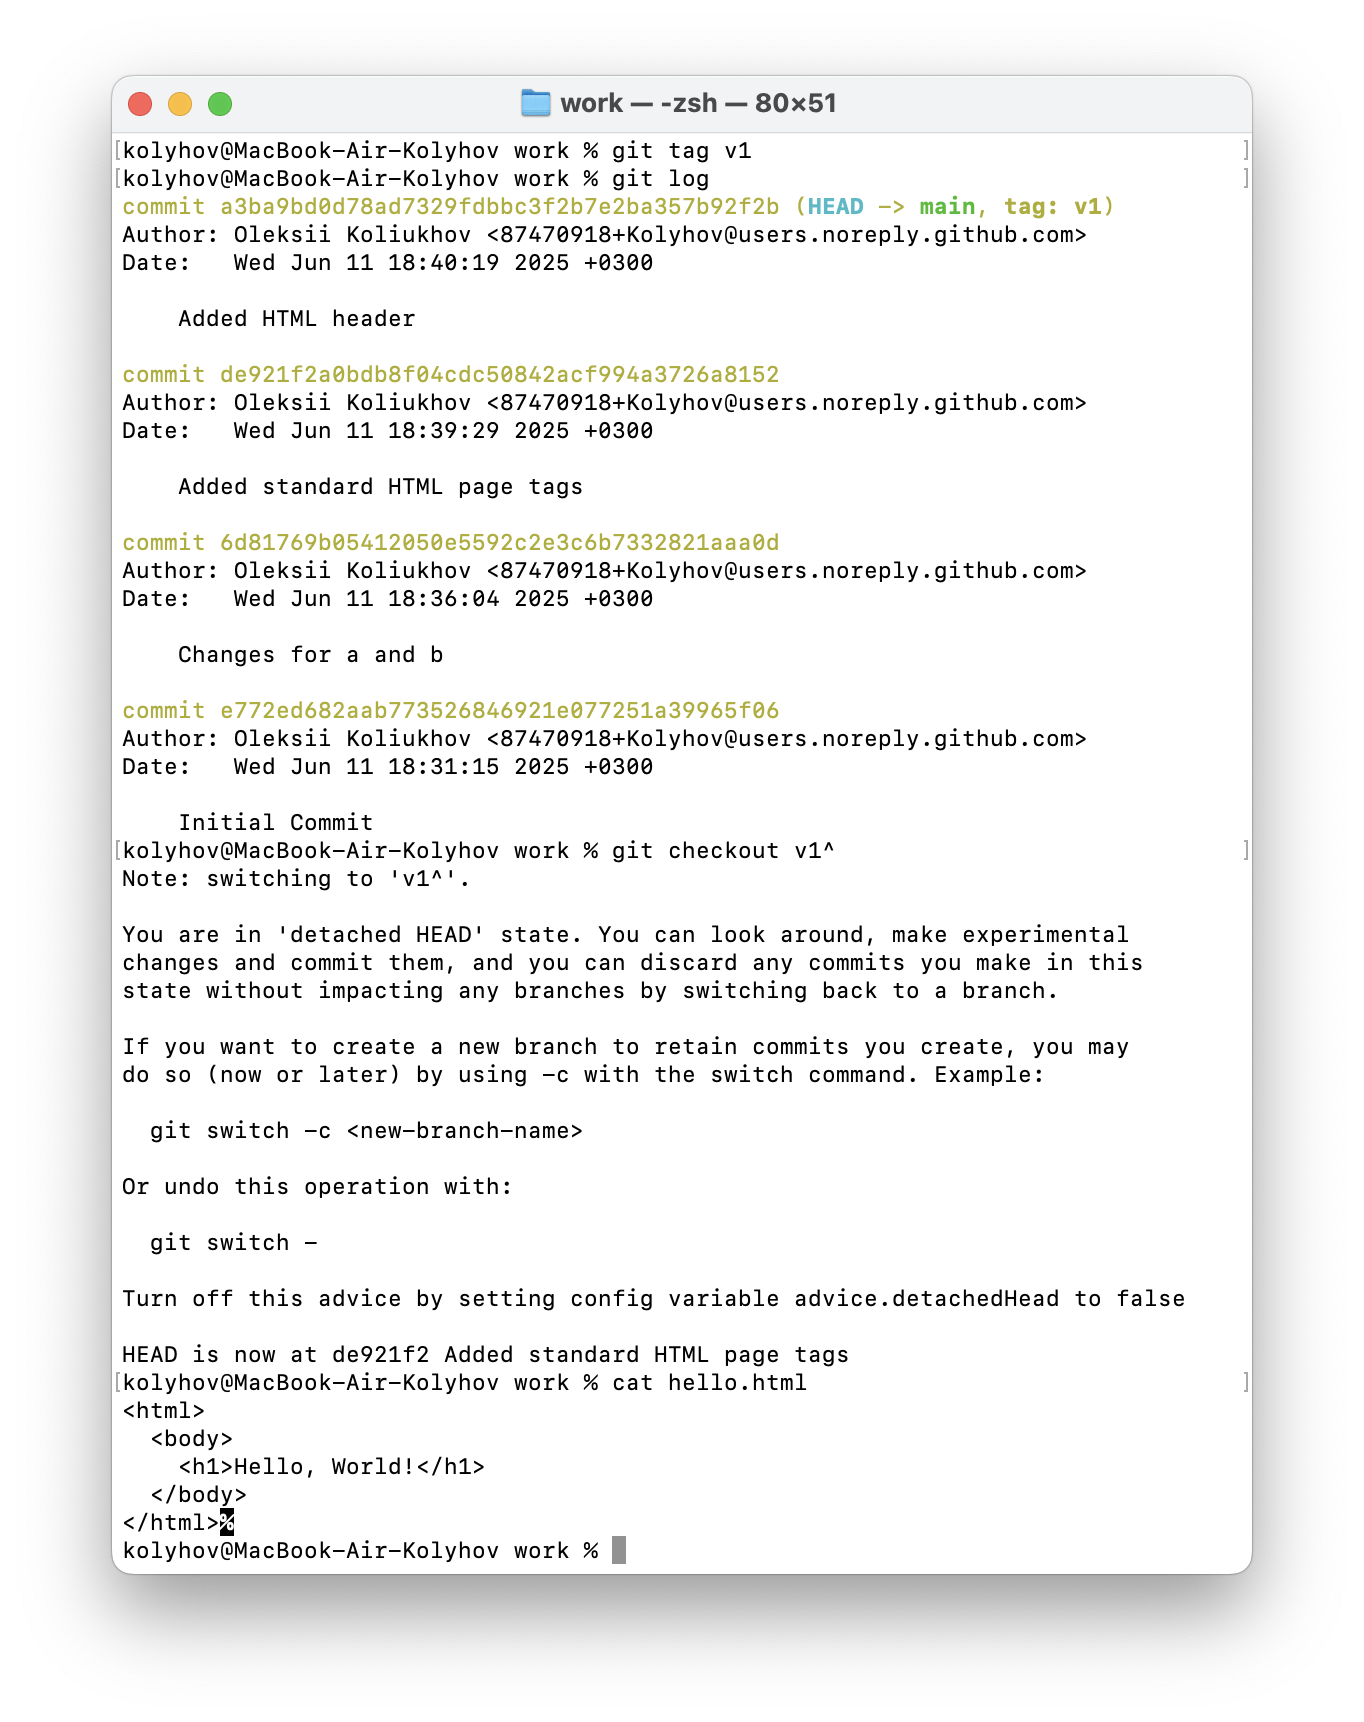 work — -zsh — 80×51
[kolyhov@MacBook-Air-Kolyhov work % git tag v1 ]
[kolyhov@MacBook-Air-Kolyhov work % git log ]
commit a3ba9bd0d78ad7329fdbbc3f2b7e2ba357b92f2b (HEAD -> main, tag: v1)
Author: Oleksii Koliukhov <87470918+Kolyhov@users.noreply.github.com>
Date:   Wed Jun 11 18:40:19 2025 +0300
    Added HTML header
commit de921f2a0bdb8f04cdc50842acf994a3726a8152
Author: Oleksii Koliukhov <87470918+Kolyhov@users.noreply.github.com>
Date:   Wed Jun 11 18:39:29 2025 +0300
    Added standard HTML page tags
commit 6d81769b05412050e5592c2e3c6b7332821aaa0d
Author: Oleksii Koliukhov <87470918+Kolyhov@users.noreply.github.com>
Date:   Wed Jun 11 18:36:04 2025 +0300
    Changes for a and b
commit e772ed682aab773526846921e077251a39965f06
Author: Oleksii Koliukhov <87470918+Kolyhov@users.noreply.github.com>
Date:   Wed Jun 11 18:31:15 2025 +0300
    Initial Commit
[kolyhov@MacBook-Air-Kolyhov work % git checkout v1^ ]
Note: switching to 'v1^'.
You are in 'detached HEAD' state. You can look around, make experimental
changes and commit them, and you can discard any commits you make in this
state without impacting any branches by switching back to a branch.
If you want to create a new branch to retain commits you create, you may
do so (now or later) by using -c with the switch command. Example:
  git switch -c <new-branch-name>
Or undo this operation with:
  git switch -
Turn off this advice by setting config variable advice.detachedHead to false
HEAD is now at de921f2 Added standard HTML page tags
[kolyhov@MacBook-Air-Kolyhov work % cat hello.html ]
<html>
  <body>
    <h1>Hello, World!</h1>
  </body>
</html>%
kolyhov@MacBook-Air-Kolyhov work %